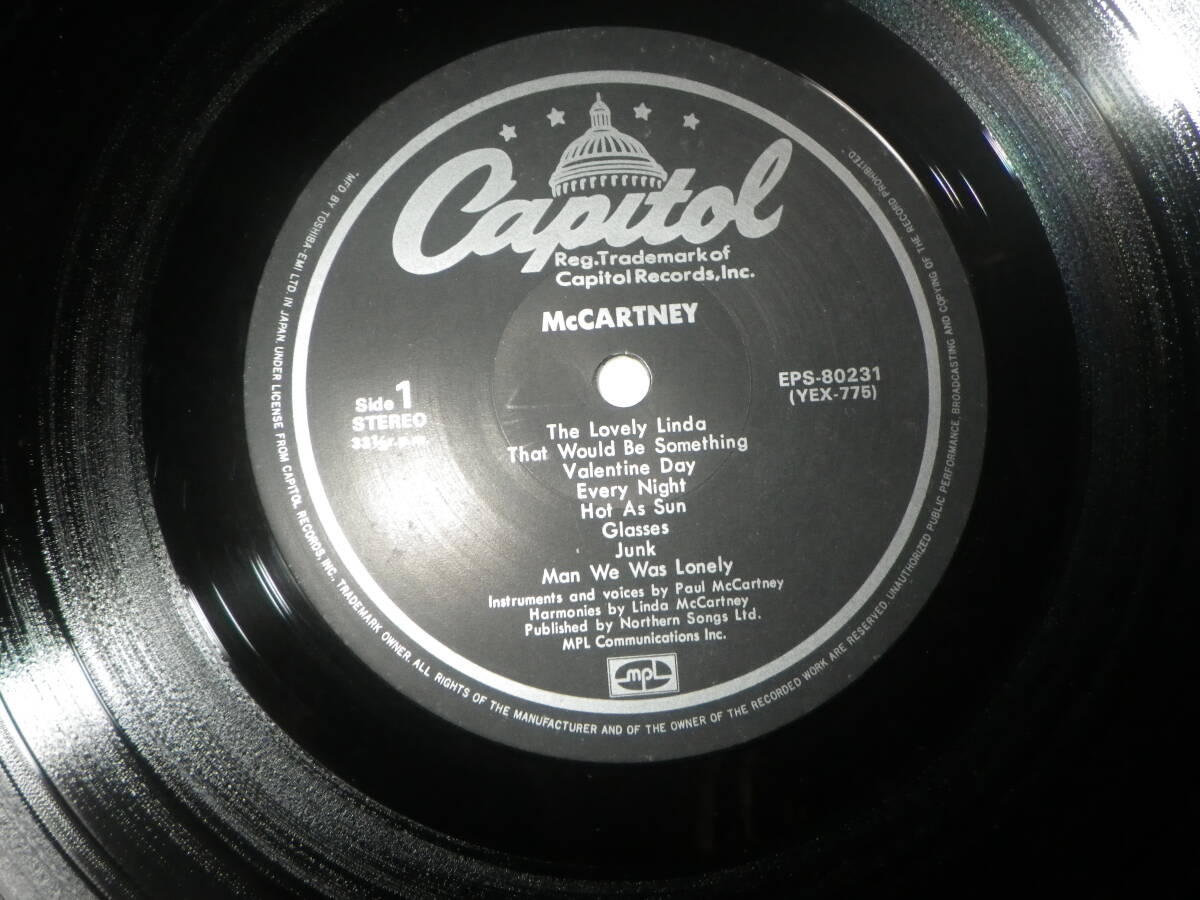 Capitol
Reg.Trademark of
Capitol Records,Inc.
McCARTNEY
Side 1
STEREO
33⅓r.p.m.
EPS-80231
(YEX-775)
The Lovely Linda
That Would Be Something
Valentine Day
Every Night
Hot As Sun
Glasses
Junk
Man We Was Lonely
Instruments and voices by Paul McCartney
Harmonies by Linda McCartney
Published by Northern Songs Ltd.
MPL Communications Inc.
mpl
"MFD BY TOSHIBA-EMI LTD. IN JAPAN. UNDER LICENSE FROM CAPITOL RECORDS, INC., TRADEMARK OWNER. ALL RIGHTS OF THE MANUFACTURER AND OF THE OWNER OF THE RECORDED WORK ARE RESERVED. UNAUTHORIZED PUBLIC PERFORMANCE, BROADCASTING AND COPYING OF THE RECORD PROHIBITED"